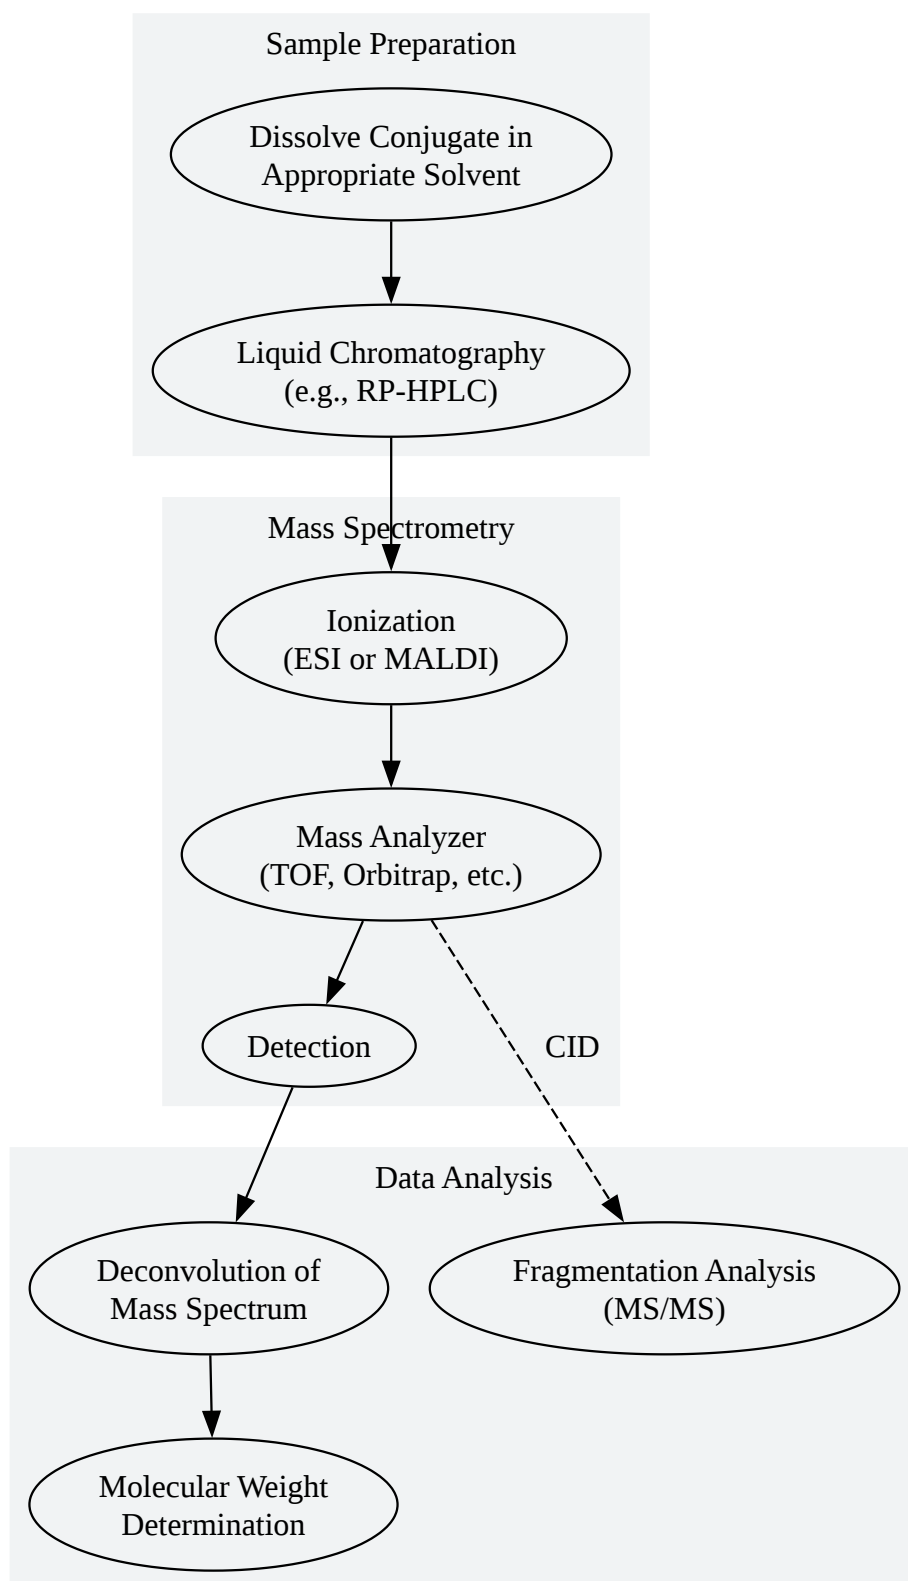 Sample Preparation
Dissolve Conjugate in
Appropriate Solvent
Liquid Chromatography
(e.g., RP-HPLC)
Mass Spectrometry
Ionization
(ESI or MALDI)
Mass Analyzer
(TOF, Orbitrap, etc.)
Detection
CID
Data Analysis
Deconvolution of
Mass Spectrum
Fragmentation Analysis
(MS/MS)
Molecular Weight
Determination